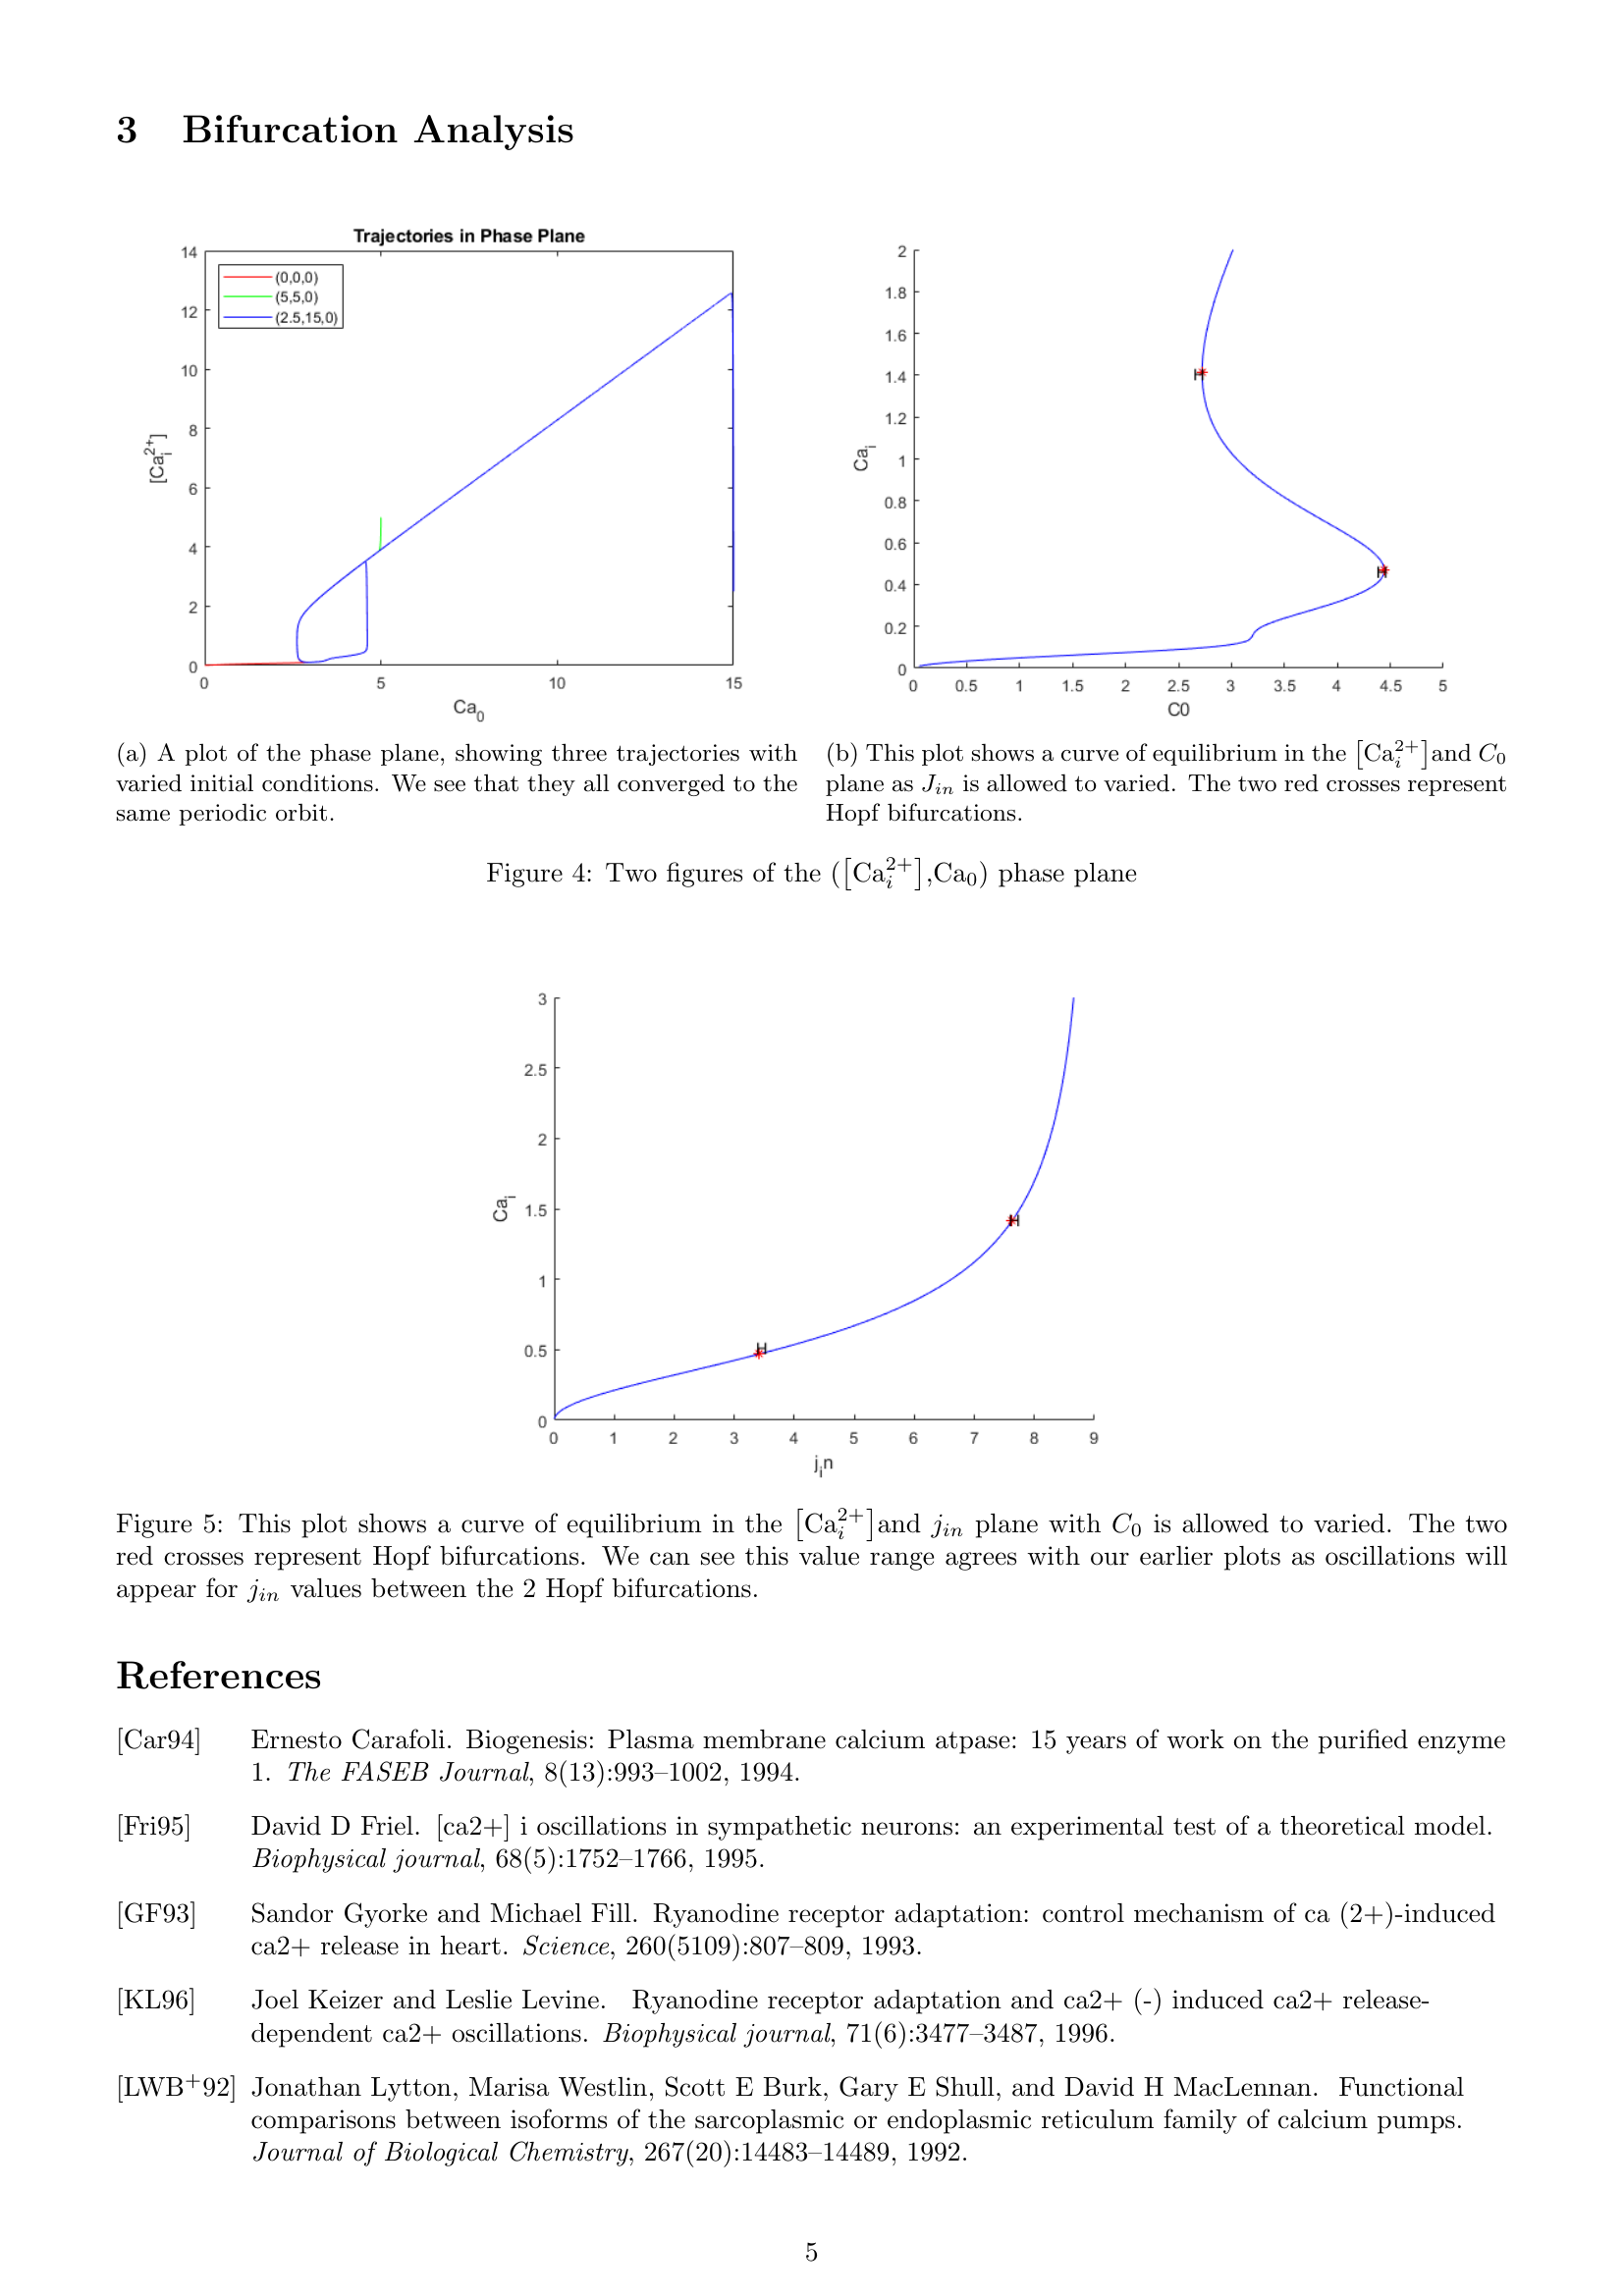 3 Bifurcation Analysis
Trajectories in Phase Plane
14
12
10
8
6
4
2
0
(0,0,0)
(5,5,0)
(2.5,15,0)
[Ca_i^{2+}]
0 5 10 15
Ca_0
2
1.8
1.6
1.4
1.2
1
0.8
0.6
0.4
0.2
0
Ca_i
H
H
0 0.5 1 1.5 2 2.5 3 3.5 4 4.5 5
C0
(a) A plot of the phase plane, showing three trajectories with
varied initial conditions. We see that they all converged to the
same periodic orbit.
(b) This plot shows a curve of equilibrium in the [Ca_i^{2+}]and C_0
plane as J_{in} is allowed to varied. The two red crosses represent
Hopf bifurcations.
Figure 4: Two figures of the ([Ca_i^{2+}],Ca_0) phase plane
3
2.5
2
1.5
1
0.5
0
Ca_i
H
H
0 1 2 3 4 5 6 7 8 9
j_in
Figure 5: This plot shows a curve of equilibrium in the [Ca_i^{2+}]and j_{in} plane with C_0 is allowed to varied. The two
red crosses represent Hopf bifurcations. We can see this value range agrees with our earlier plots as oscillations will
appear for j_{in} values between the 2 Hopf bifurcations.
References
[Car94] Ernesto Carafoli. Biogenesis: Plasma membrane calcium atpase: 15 years of work on the purified enzyme
1. The FASEB Journal, 8(13):993–1002, 1994.
[Fri95] David D Friel. [ca2+] i oscillations in sympathetic neurons: an experimental test of a theoretical model.
Biophysical journal, 68(5):1752–1766, 1995.
[GF93] Sandor Gyorke and Michael Fill. Ryanodine receptor adaptation: control mechanism of ca (2+)-induced
ca2+ release in heart. Science, 260(5109):807–809, 1993.
[KL96] Joel Keizer and Leslie Levine. Ryanodine receptor adaptation and ca2+ (-) induced ca2+ release-
dependent ca2+ oscillations. Biophysical journal, 71(6):3477–3487, 1996.
[LWB^+92] Jonathan Lytton, Marisa Westlin, Scott E Burk, Gary E Shull, and David H MacLennan. Functional
comparisons between isoforms of the sarcoplasmic or endoplasmic reticulum family of calcium pumps.
Journal of Biological Chemistry, 267(20):14483–14489, 1992.
5